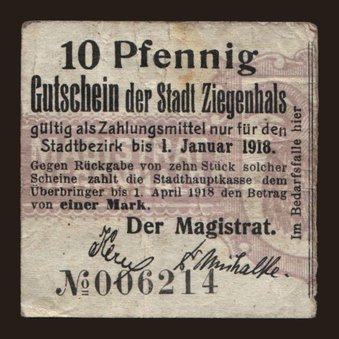 10 Pfennig
Gutschein der Stadt Ziegenhals
gültig als Zahlungsmittel nur für den
Stadtbezirk bis 1. Januar 1918.
Gegen Rückgabe von zehn Stück solcher
Scheine zahlt die Stadthauptkasse dem
Überbringer bis 1. April 1918 den Betrag
von einer Mark.
Der Magistrat.
№006214
Im Bedarfsfalle hier